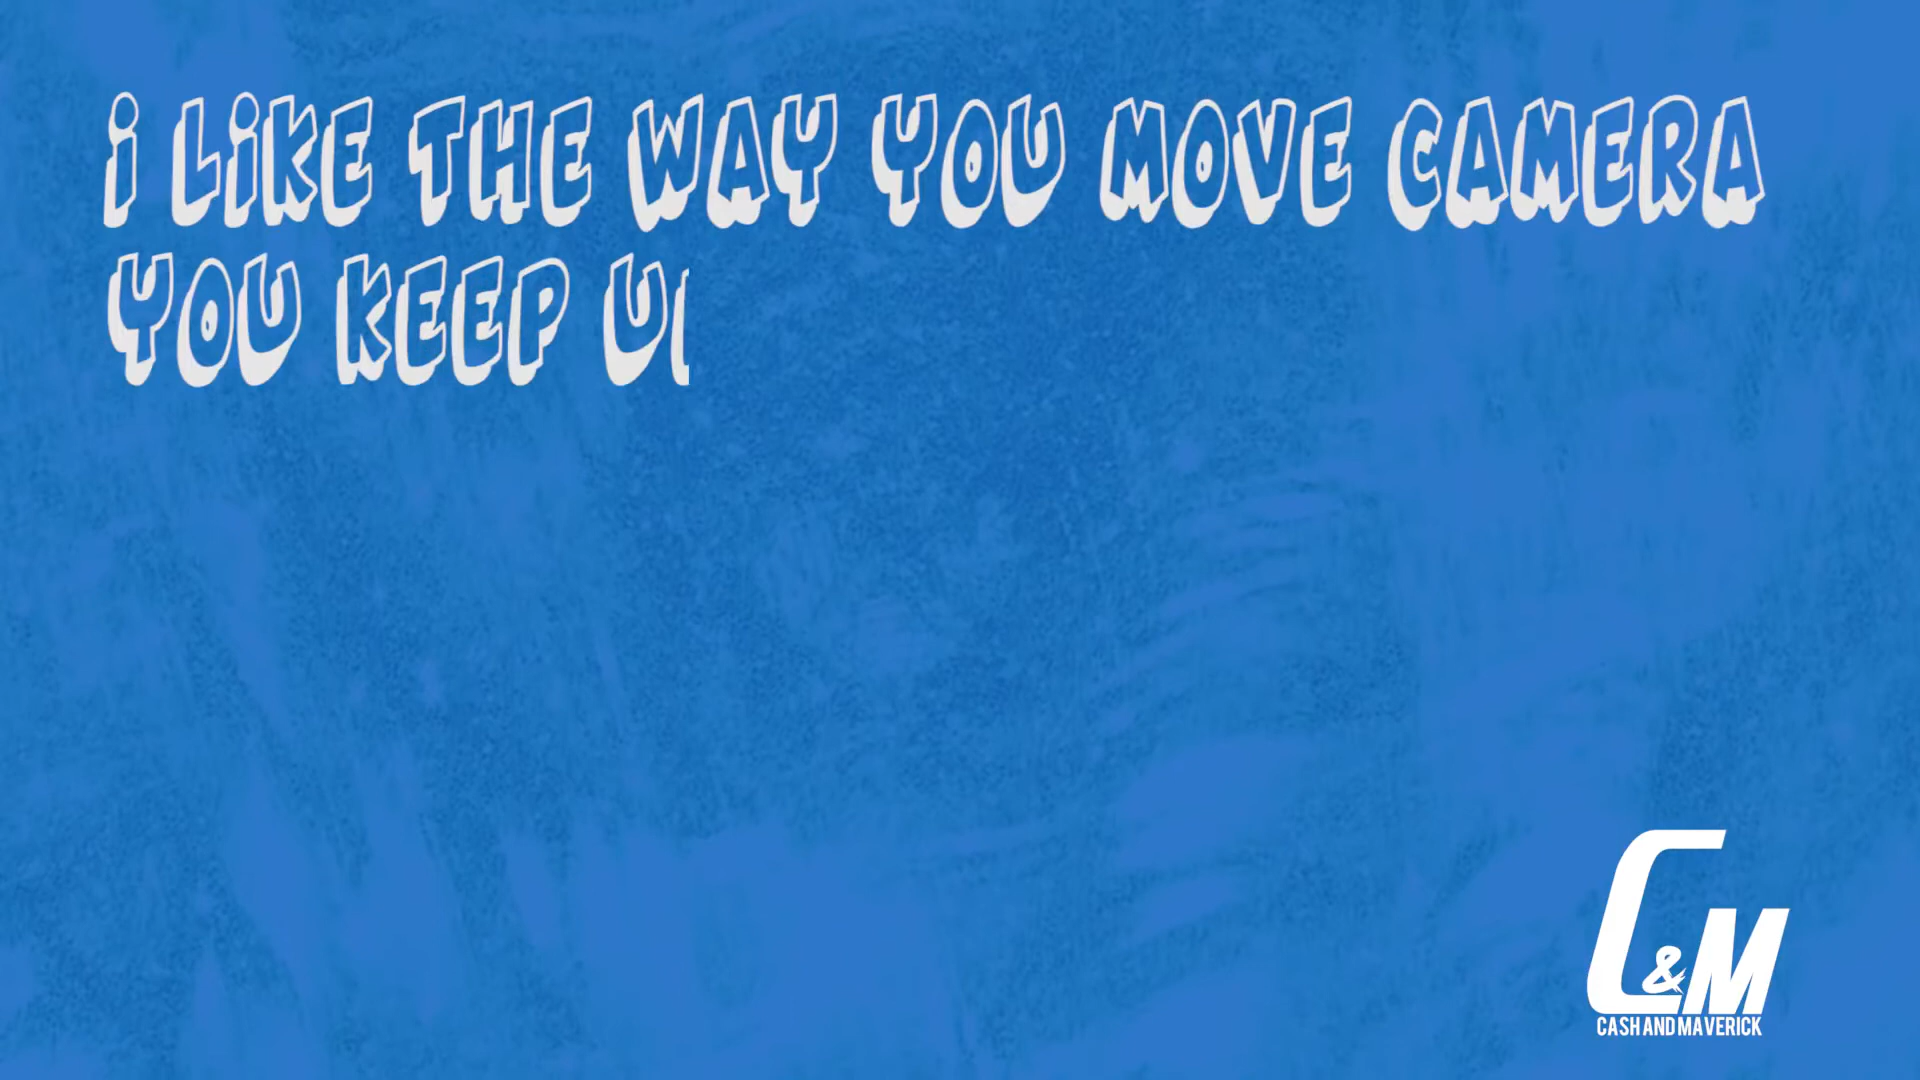 I LIKE THE WAY YOU MOVE CAMERA
YOU KEEP
C&M
CASH AND MAVERICK